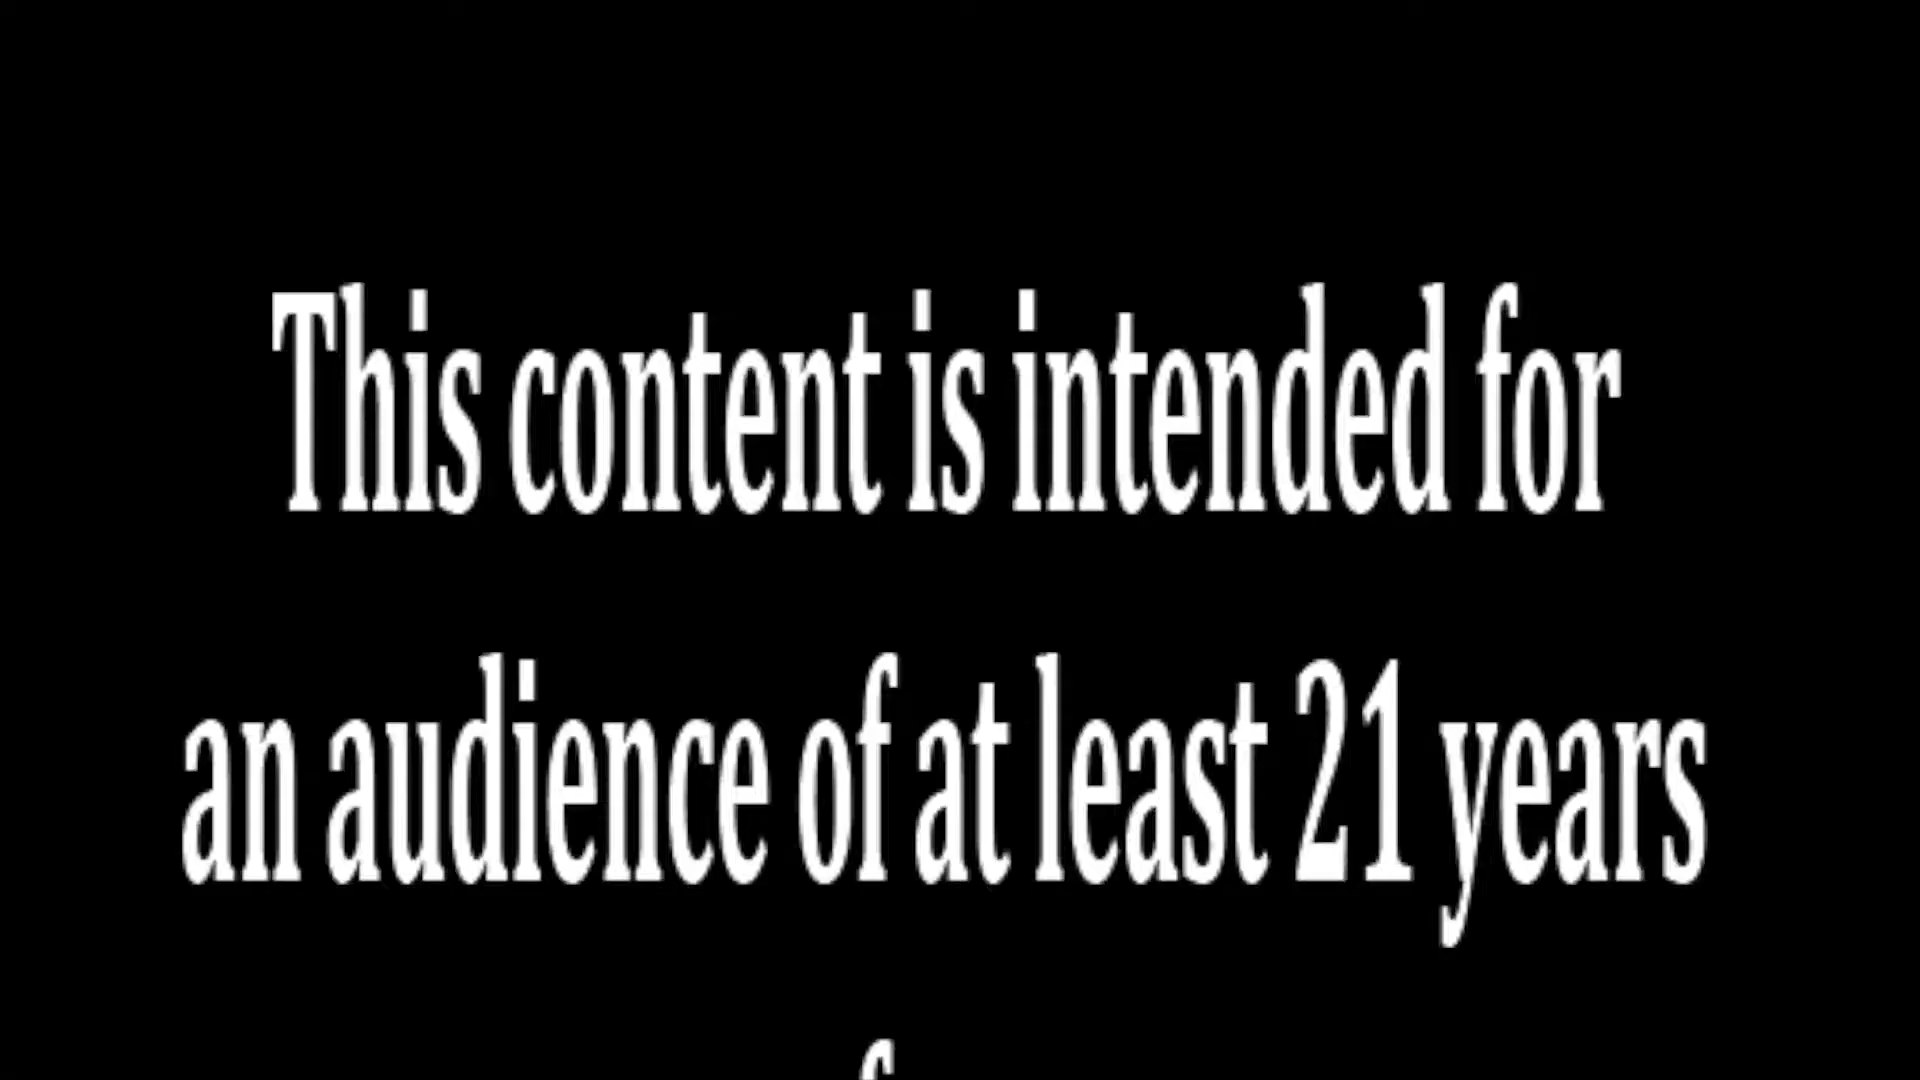 This content is intended for
an audience of at least 21 years